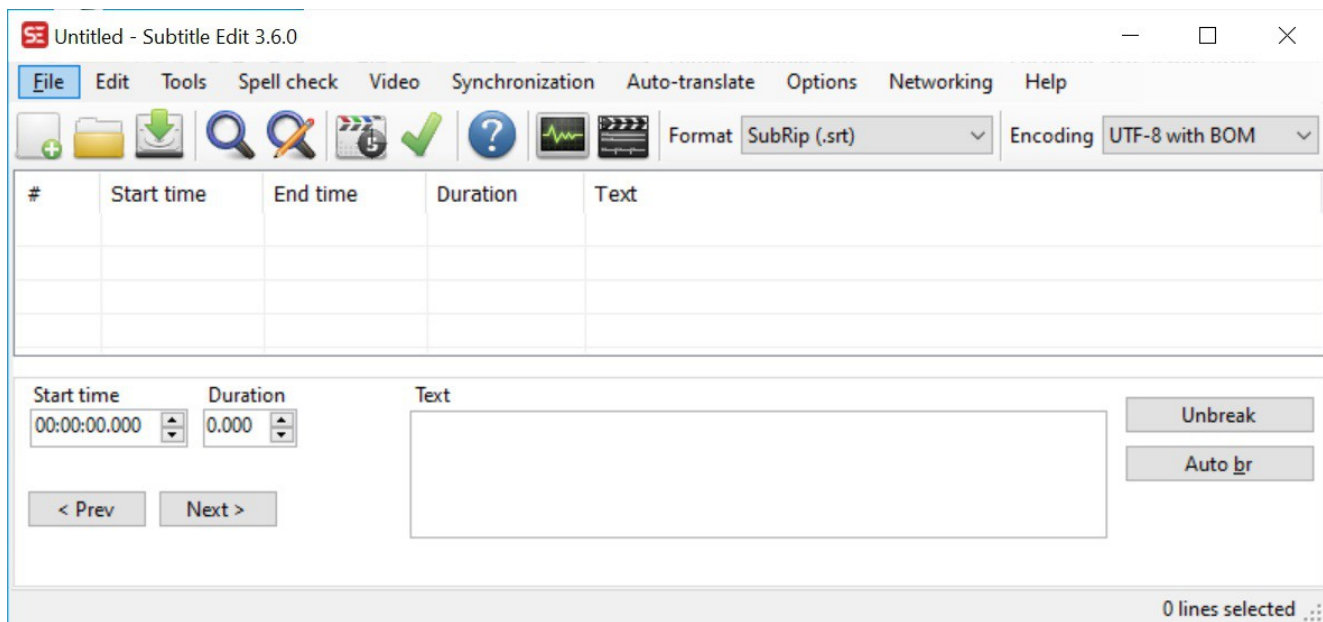 SE Untitled - Subtitle Edit 3.6.0
File Edit Tools Spell check Video Synchronization Auto-translate Options Networking Help
Format SubRip (.srt) Encoding UTF-8 with BOM
# Start time End time Duration Text
Start time Duration Text
00:00:00.000 0.000
Unbreak
Auto br
< Prev Next >
0 lines selected